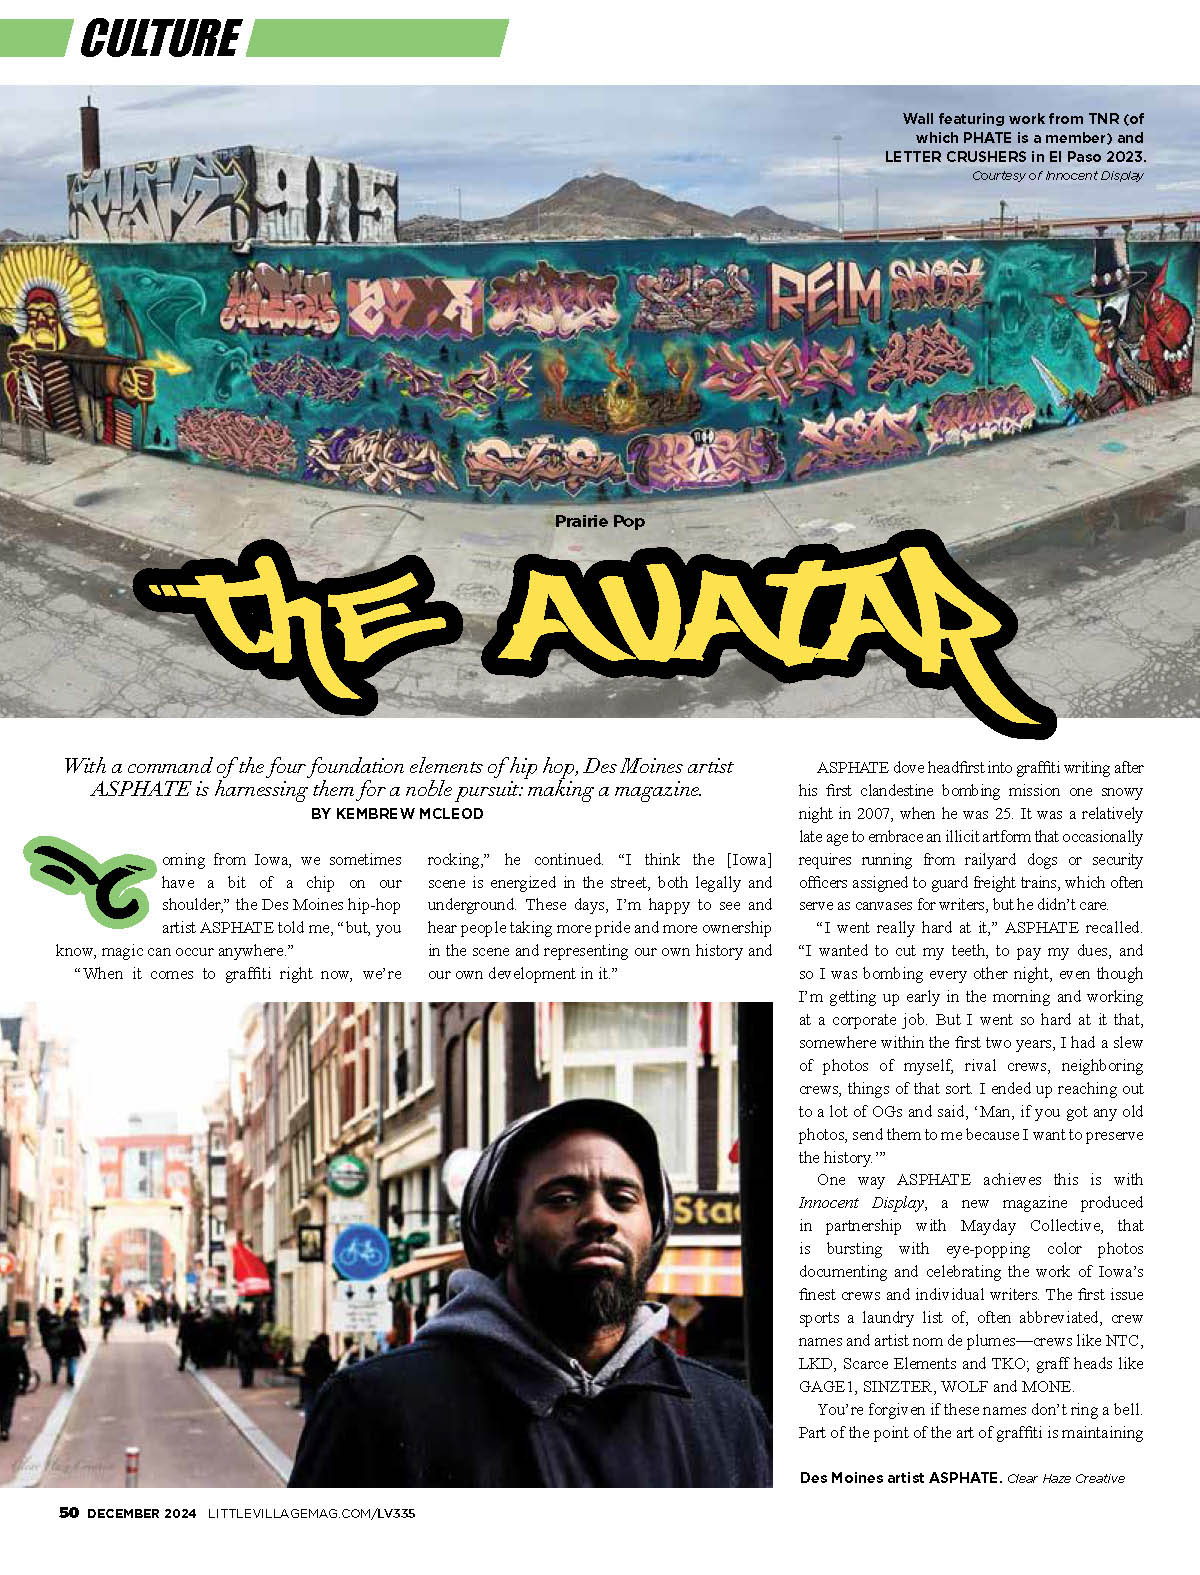 CULTURE
Wall featuring work from TNR (of
which PHATE is a member) and
LETTER CRUSHERS in El Paso 2023.
Courtesy of Innocent Display
915
RELM
Prairie Pop
the AVATAR
With a command of the four foundation elements of hip hop, Des Moines artist
ASPHATE is harnessing them for a noble pursuit: making a magazine.
BY KEMBREW MCLEOD
“Coming from Iowa, we sometimes
have a bit of a chip on our
shoulder,” the Des Moines hip-hop
artist ASPHATE told me, “but, you
know, magic can occur anywhere.”
“When it comes to graffiti right now, we’re
rocking,” he continued. “I think the [Iowa]
scene is energized in the street, both legally and
underground. These days, I’m happy to see and
hear people taking more pride and more ownership
in the scene and representing our own history and
our own development in it.”
ASPHATE dove headfirst into graffiti writing after
his first clandestine bombing mission one snowy
night in 2007, when he was 25. It was a relatively
late age to embrace an illicit artform that occasionally
requires running from railyard dogs or security
officers assigned to guard freight trains, which often
serve as canvases for writers, but he didn’t care.
“I went really hard at it,” ASPHATE recalled.
“I wanted to cut my teeth, to pay my dues, and
so I was bombing every other night, even though
I’m getting up early in the morning and working
at a corporate job. But I went so hard at it that,
somewhere within the first two years, I had a slew
of photos of myself, rival crews, neighboring
crews, things of that sort. I ended up reaching out
to a lot of OGs and said, ‘Man, if you got any old
photos, send them to me because I want to preserve
the history.’”
One way ASPHATE achieves this is with
Innocent Display, a new magazine produced
in partnership with Mayday Collective, that
is bursting with eye-popping color photos
documenting and celebrating the work of Iowa’s
finest crews and individual writers. The first issue
sports a laundry list of, often abbreviated, crew
names and artist nom de plumes—crews like NTC,
LKD, Scarce Elements and TKO; graff heads like
GAGE1, SINZTER, WOLF and MONE.
You’re forgiven if these names don’t ring a bell.
Part of the point of the art of graffiti is maintaining
Sta
Clear Haze Creative
Des Moines artist ASPHATE. Clear Haze Creative
50 DECEMBER 2024 LITTLEVILLAGEMAG.COM/LV335